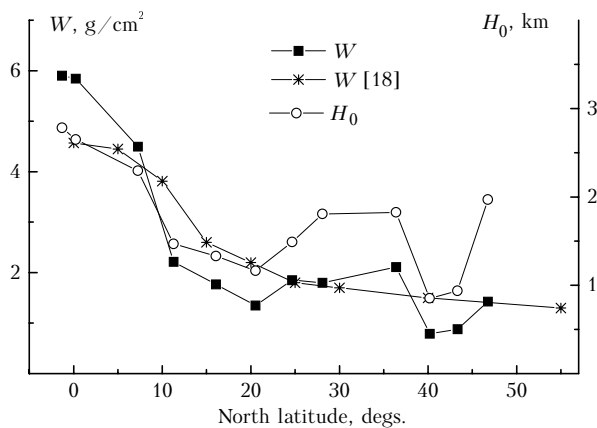 W, g/cm²
H₀, km
W
W [18]
H₀
6
4
2
3
2
1
0
10
20
30
40
50
North latitude, degs.